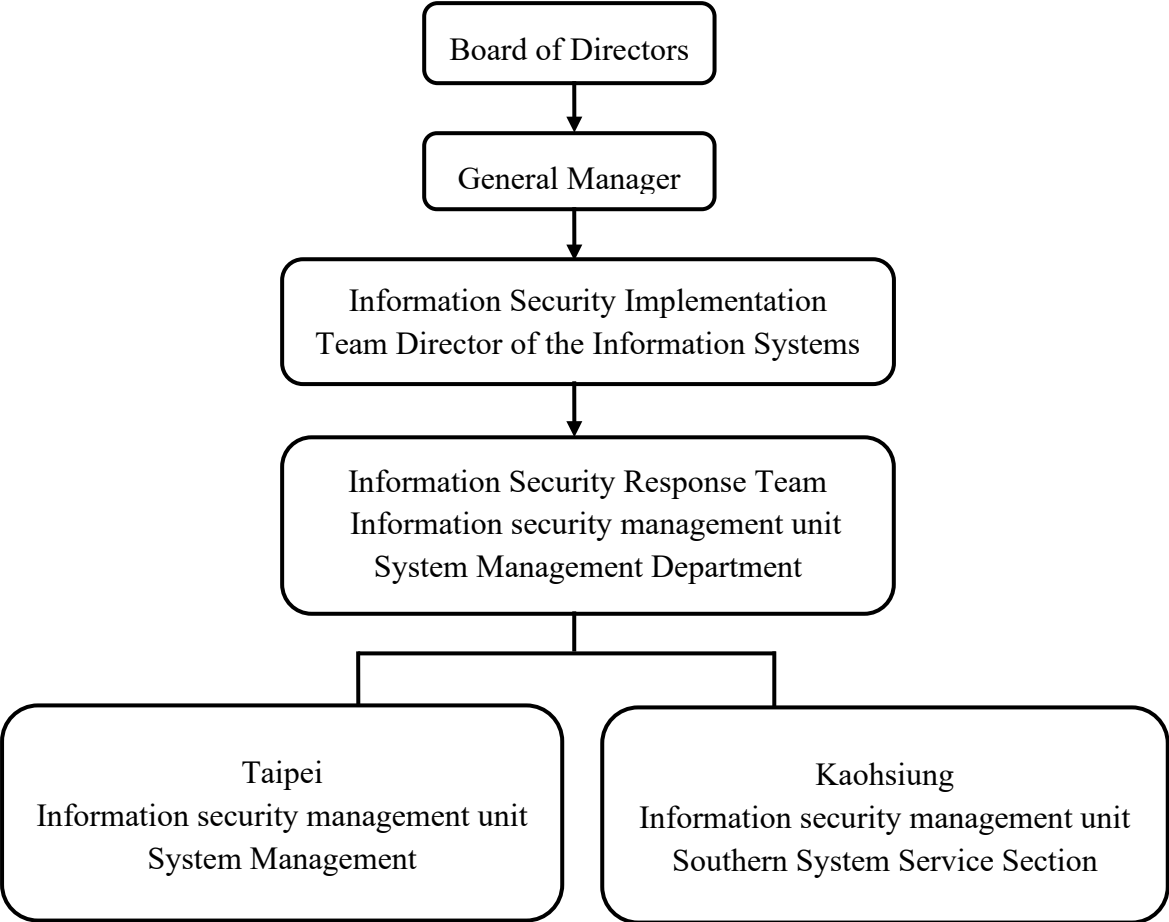 Board of Directors
General Manager
Information Security Implementation
Team Director of the Information Systems
Information Security Response Team
Information security management unit
System Management Department
Taipei
Information security management unit
System Management
Kaohsiung
Information security management unit
Southern System Service Section